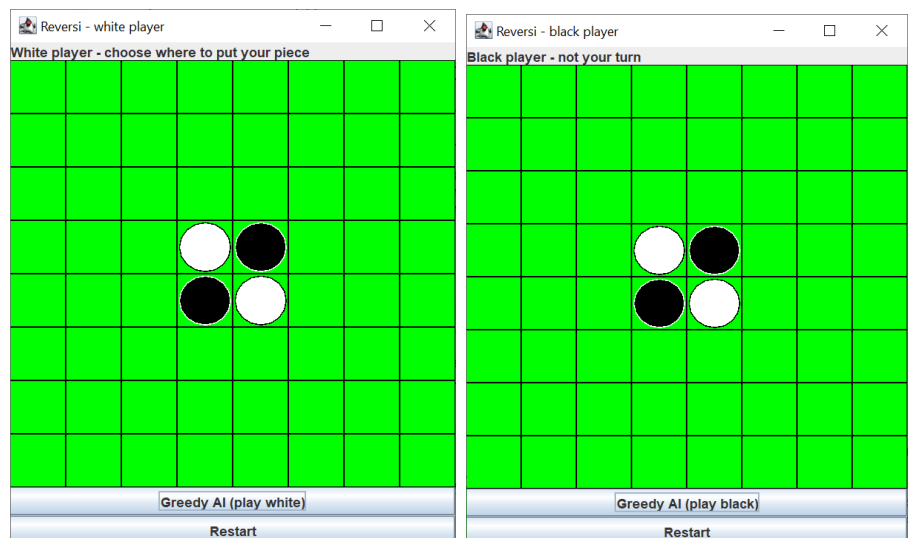 Reversi - white player
White player - choose where to put your piece
Greedy AI (play white)
Restart
Reversi - black player
Black player - not your turn
Greedy AI (play black)
Restart